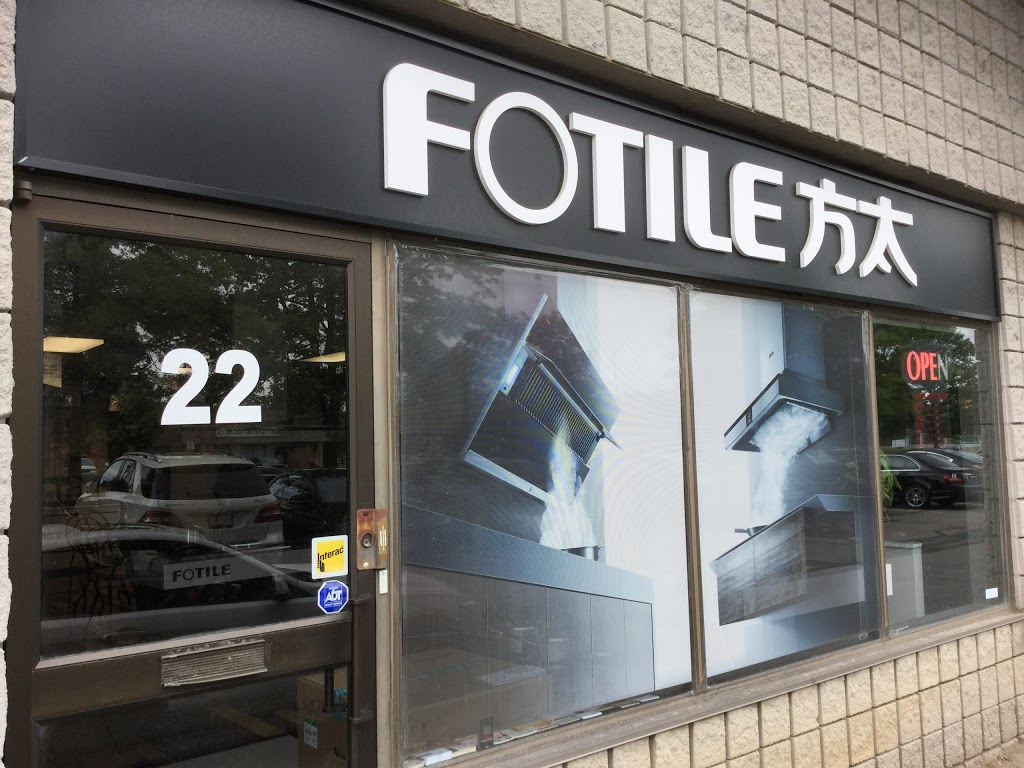 FOTILE 方太
22
OPEN
Interac
ADT
FOTILE